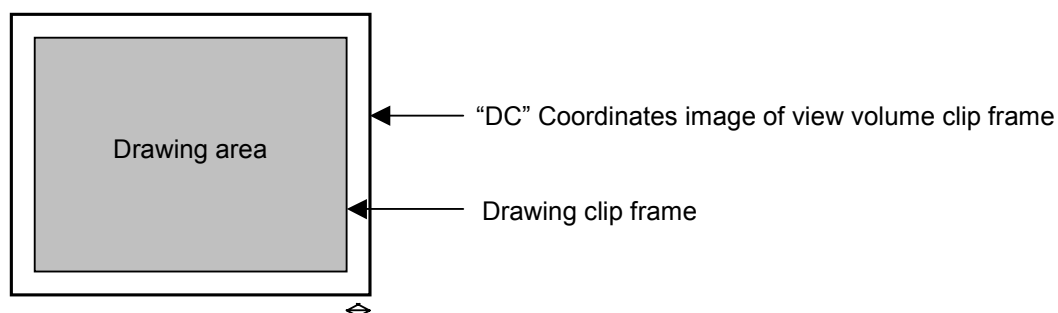 “DC” Coordinates image of view volume clip frame
Drawing area
Drawing clip frame